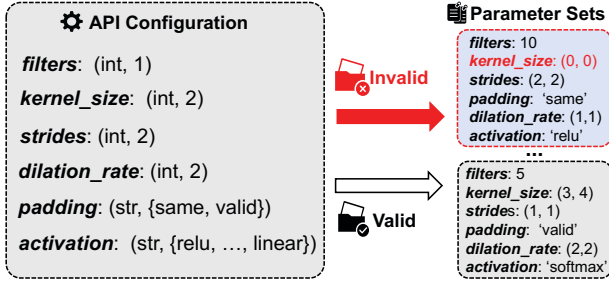 API Configuration
filters: (int, 1)
kernel_size: (int, 2)
strides: (int, 2)
dilation_rate: (int, 2)
padding: (str, {same, valid})
activation: (str, {relu, …, linear})
Invalid
Valid
Parameter Sets
filters: 10
kernel_size: (0, 0)
strides: (2, 2)
padding: ‘same’
dilation_rate: (1,1)
activation: ‘relu’
...
filters: 5
kernel_size: (3, 4)
strides: (1, 1)
padding: ‘valid’
dilation_rate: (2,2)
activation: ‘softmax’